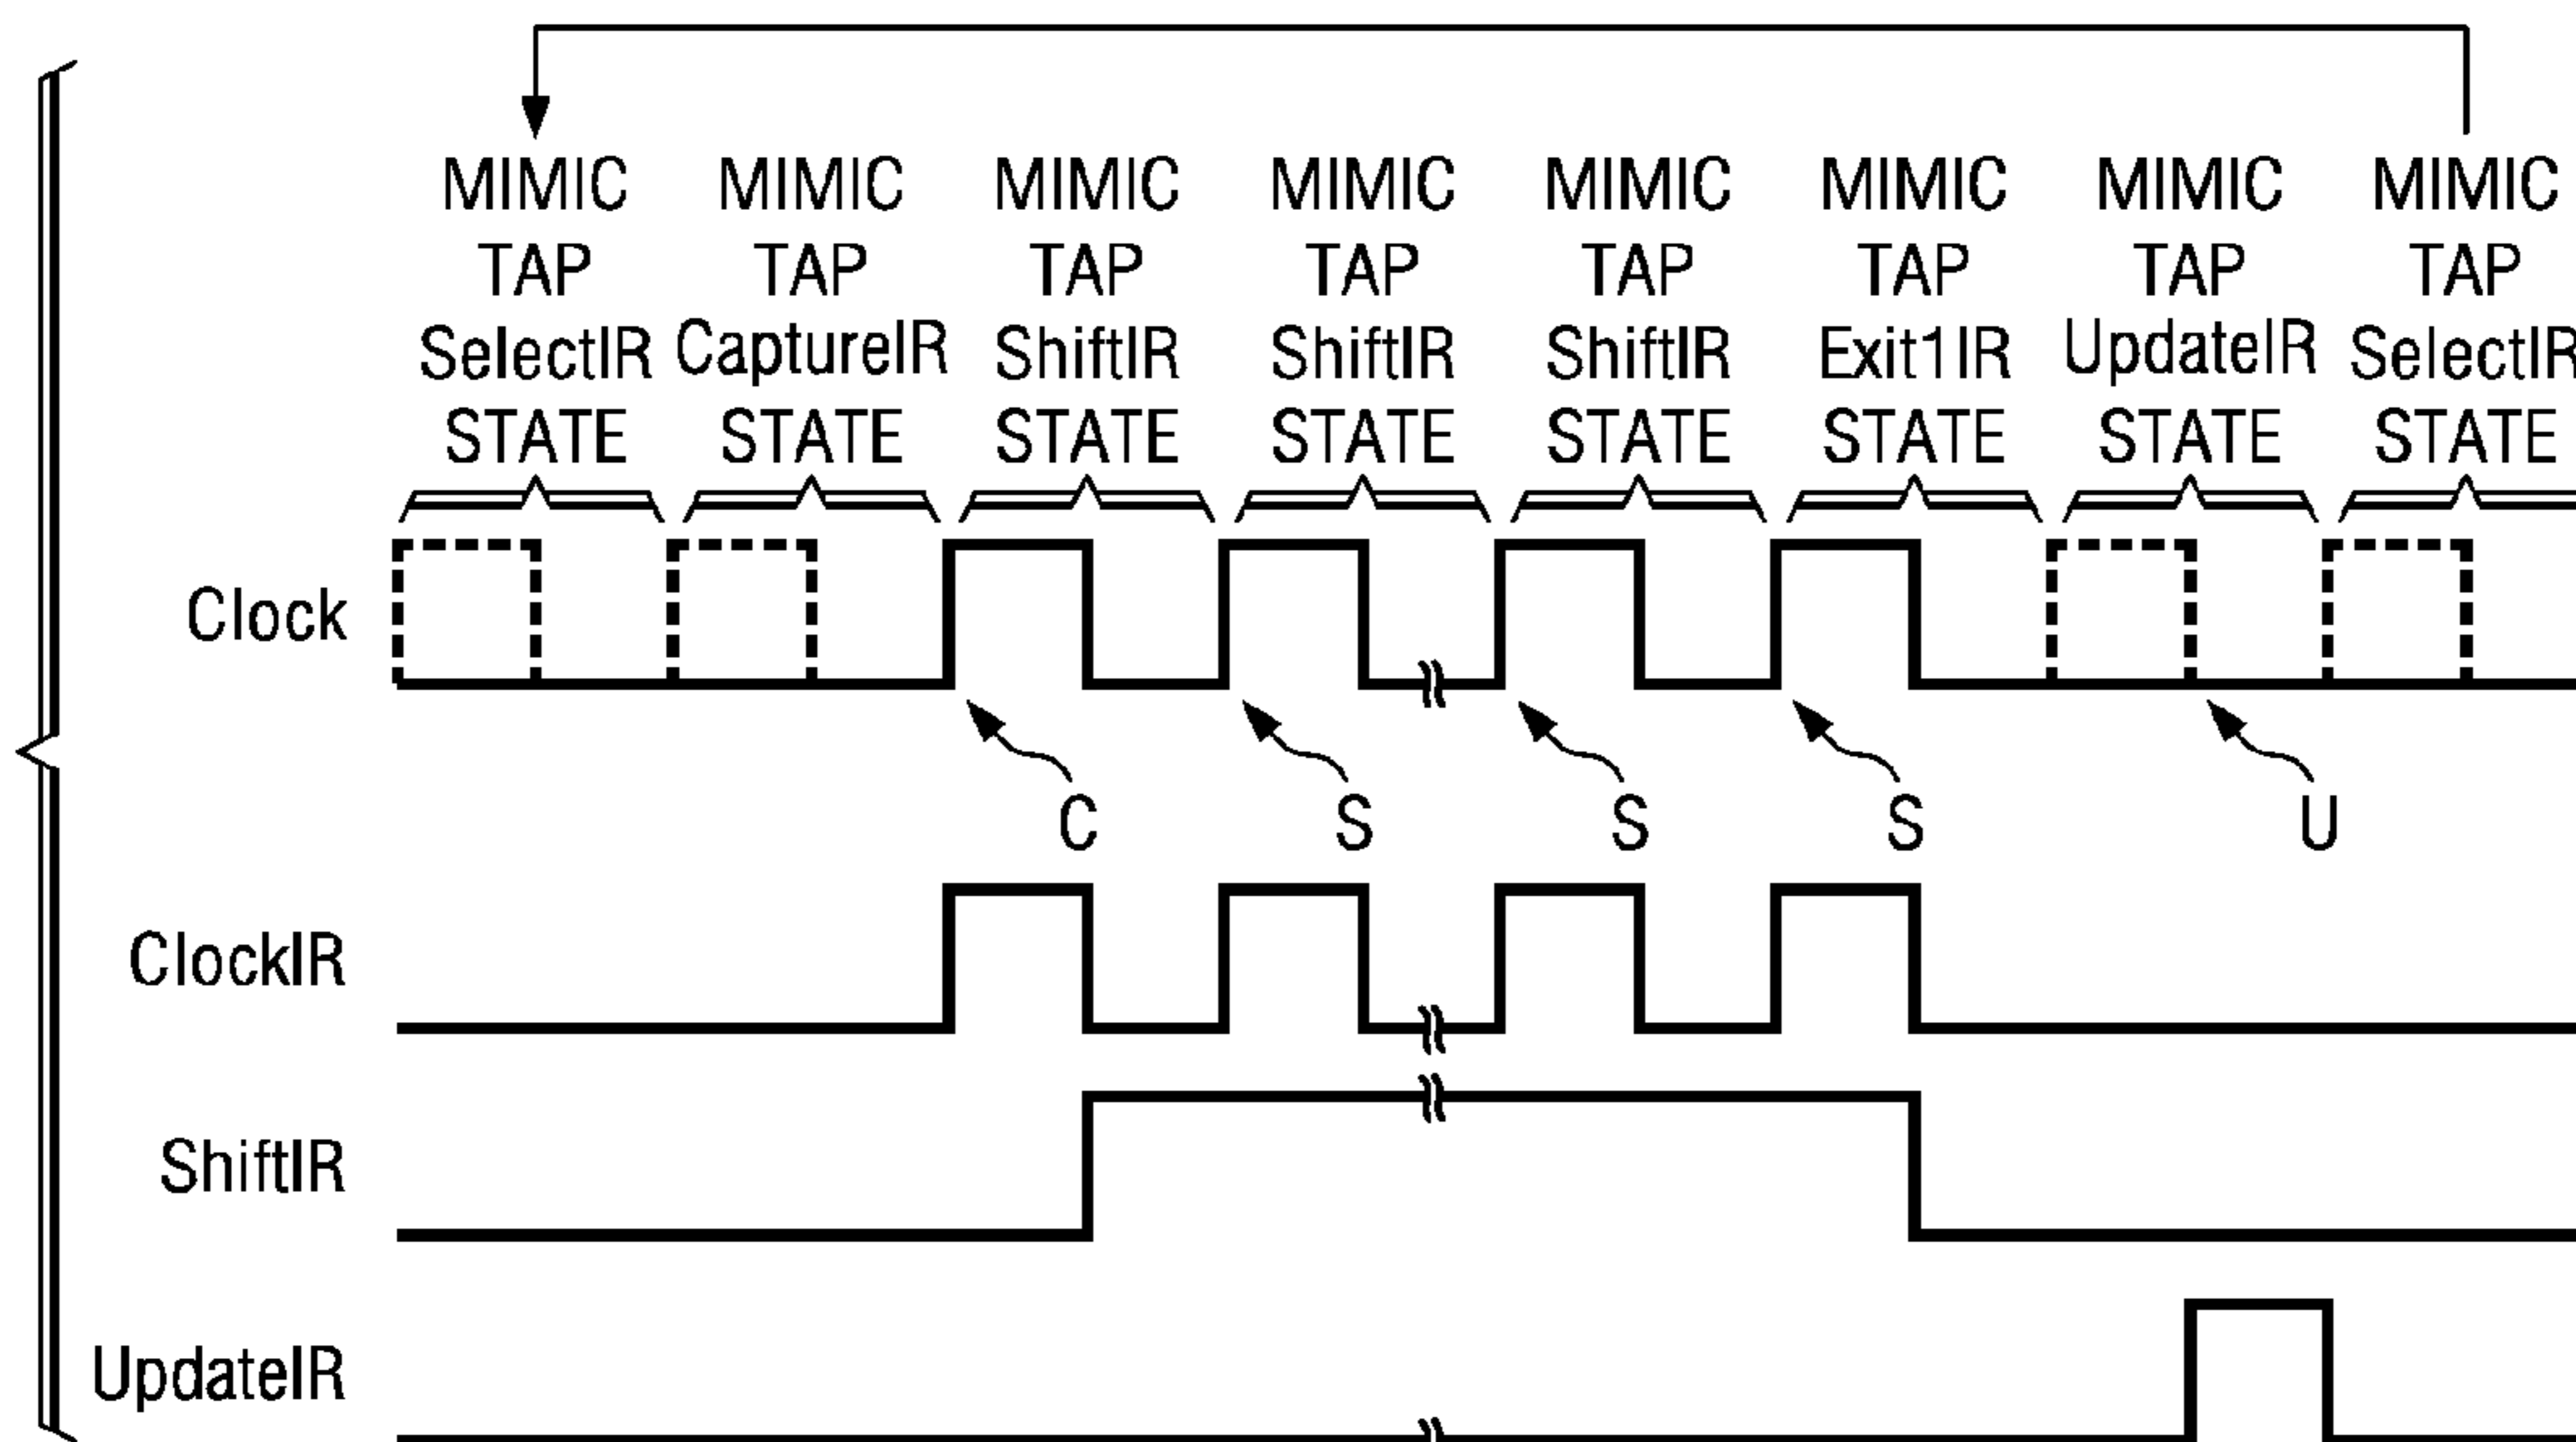 MIMIC TAP SelectIR STATE
MIMIC TAP CaptureIR STATE
MIMIC TAP ShiftIR STATE
MIMIC TAP ShiftIR STATE
MIMIC TAP ShiftIR STATE
MIMIC TAP Exit1IR STATE
MIMIC TAP UpdateIR STATE
MIMIC TAP SelectIR STATE
Clock
C S S S U
ClockIR
ShiftIR
UpdateIR